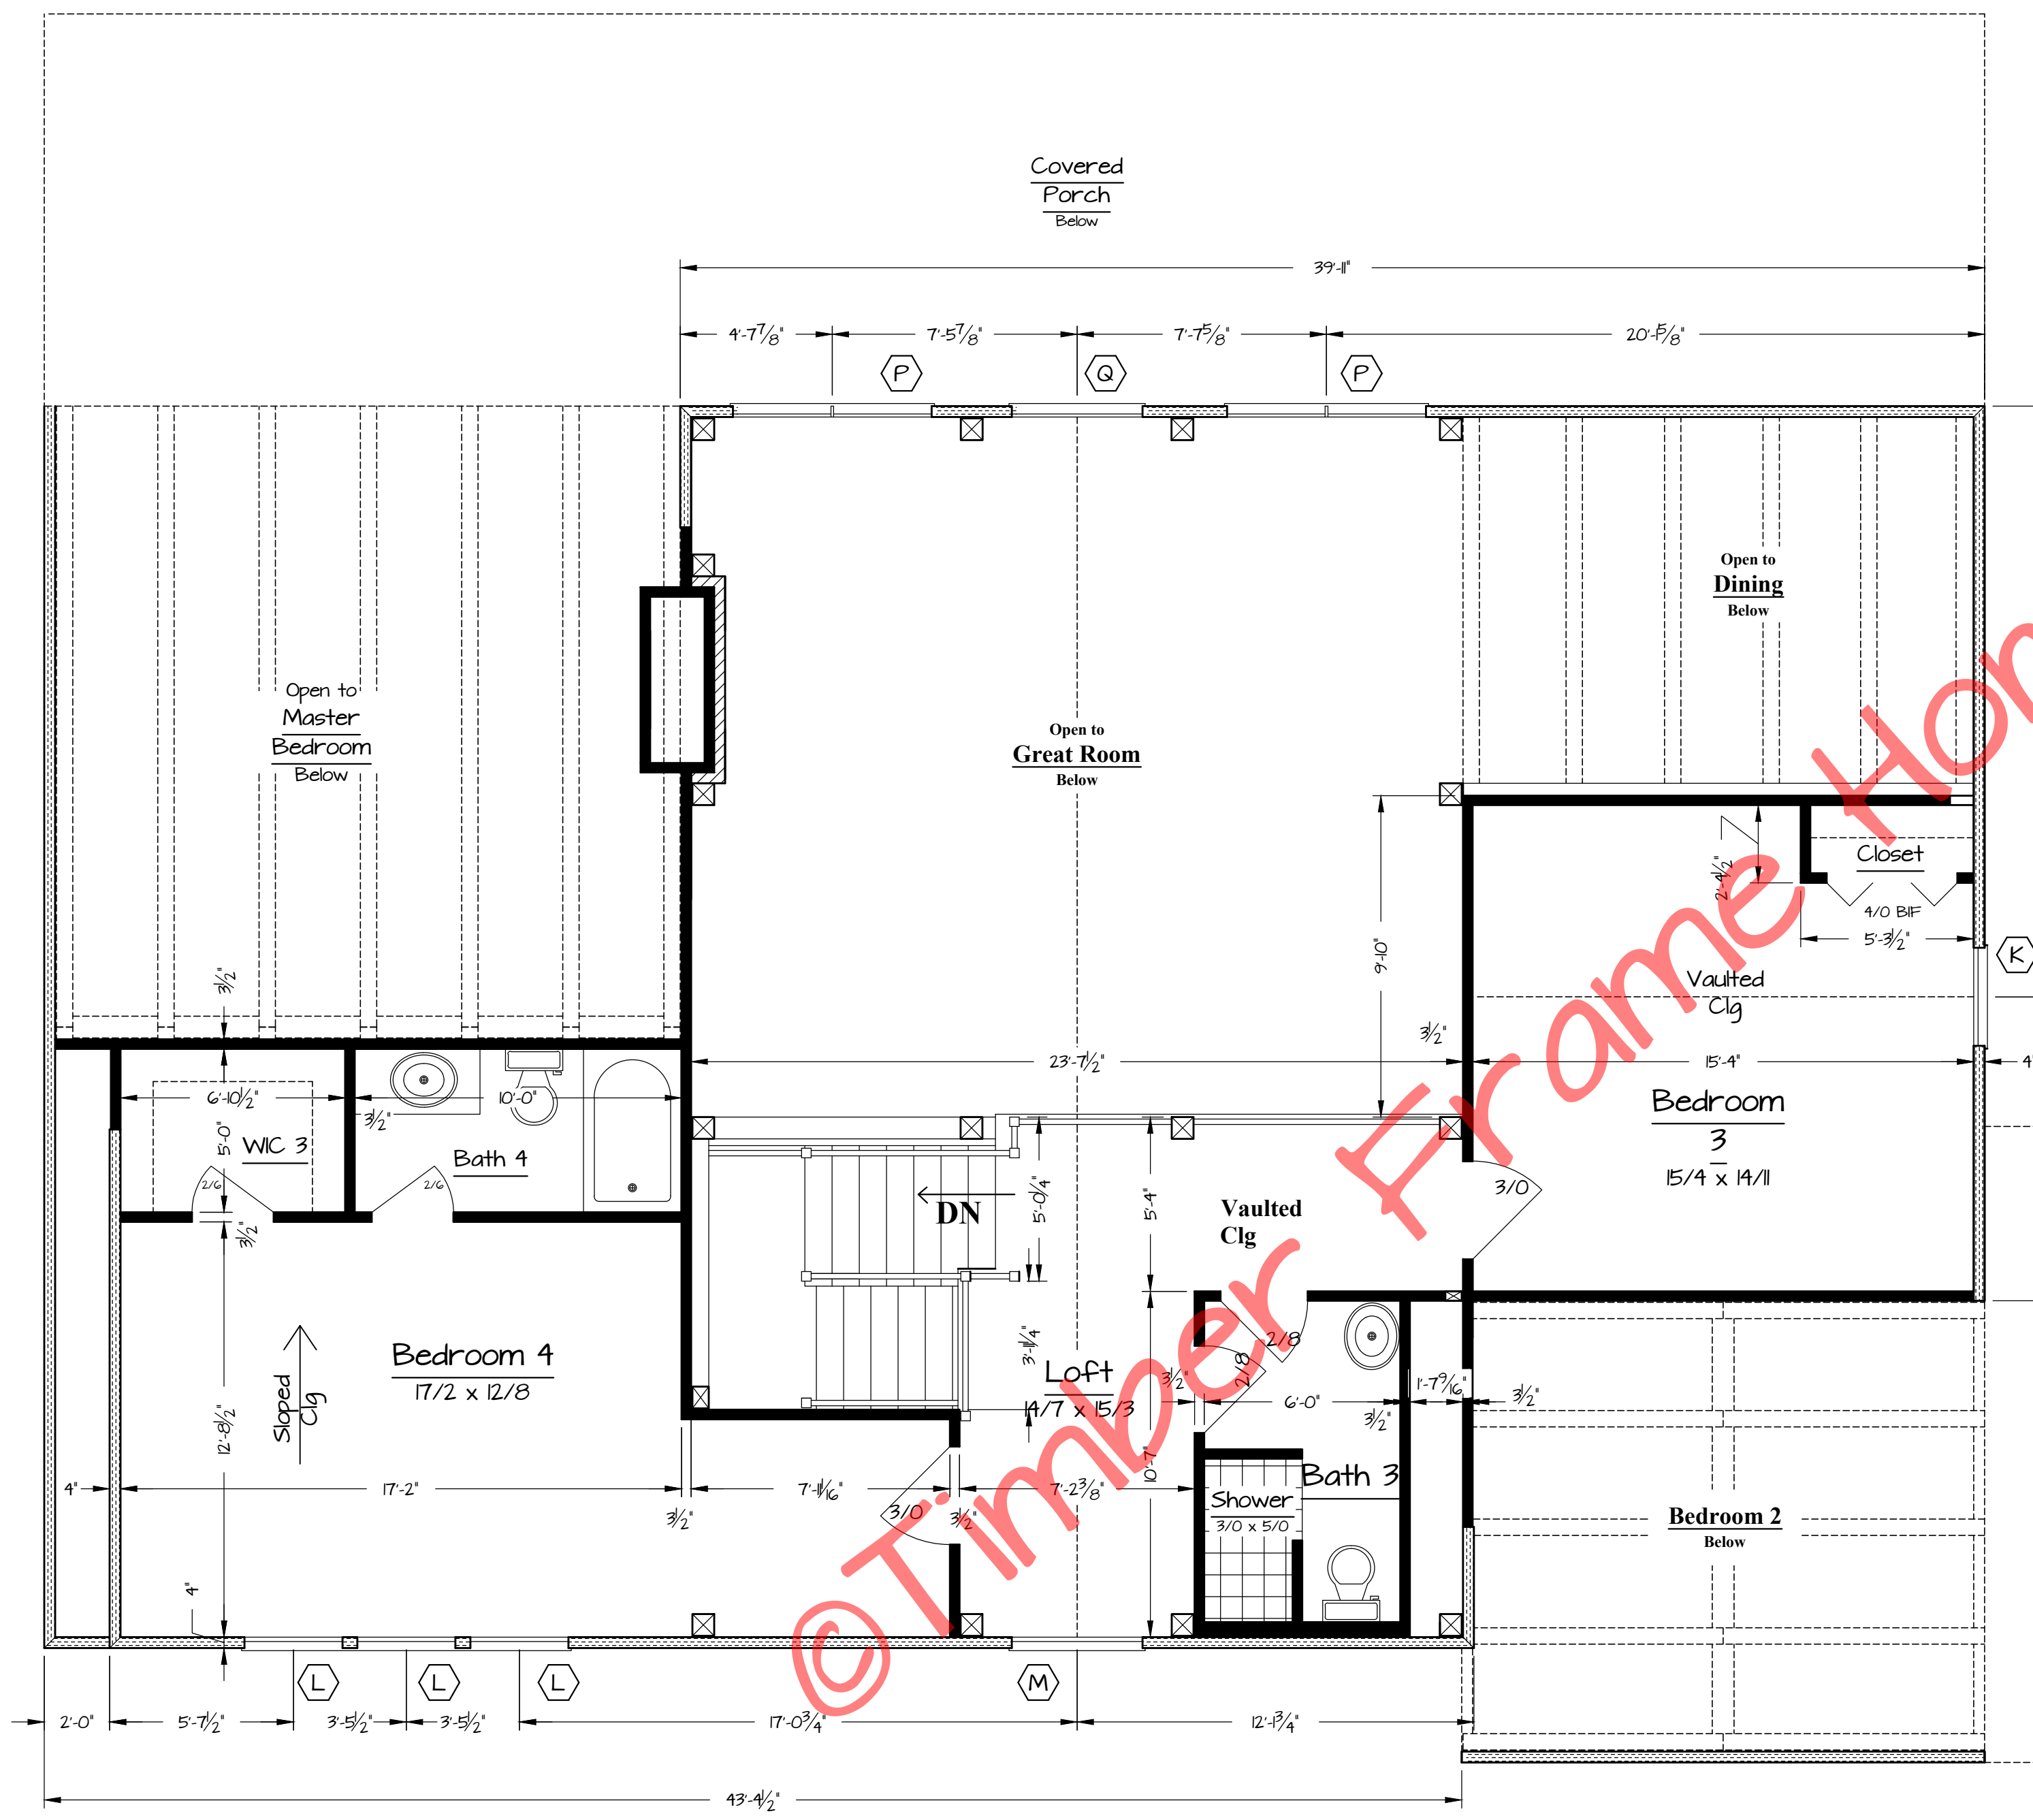 Covered
Porch
Below
39'-11"
4'-7 7/8"
7'-5 7/8"
7'-7 5/8"
20'-1 5/8"
P
Q
P
Open to
Dining
Below
Open to
Master
Bedroom
Below
Open to
Great Room
Below
Closet
2'-4 1/2"
4/0 BIF
5'-3 1/2"
K
Vaulted
Clg
9'-10"
3 1/2"
3 1/2"
23'-7 1/2"
15'-4"
4"
6'-10 1/2"
10'-0"
3 1/2"
5'-0"
WIC 3
Bath 4
2/6
2/6
3 1/2"
Bedroom
3
15/4 x 14/11
3/0
DN
5'-0 1/4"
5'-4"
Vaulted
Clg
Bedroom 4
17/2 x 12/8
Sloped
Clg
12'-8 1/2"
3'-11 1/4"
Loft
14/7 x 15/3
2/8
2/8
3 1/2"
6'-0"
3 1/2"
1'-7 9/16"
3 1/2"
10'-7"
Bath 3
Shower
3/0 x 5/0
4"
17'-2"
3 1/2"
7'-11 1/16"
3/0
3 1/2"
7'-2 3/8"
Bedroom 2
Below
4"
L
L
L
M
2'-0"
5'-7 1/2"
3'-5 1/2"
3'-5 1/2"
17'-0 3/4"
12'-1 3/4"
43'-4 1/2"
©Timber Frame Hom